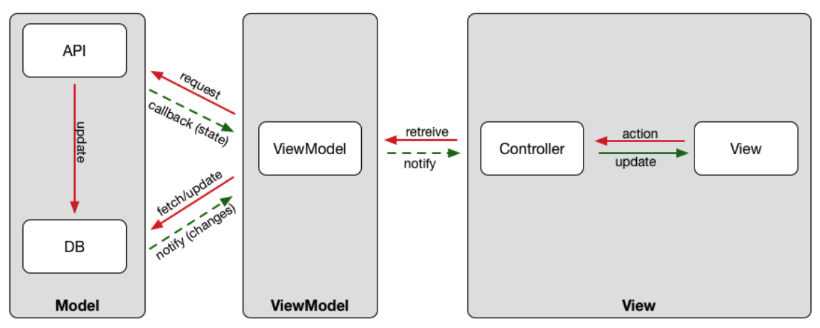 API
request
callback (state)
update
ViewModel
retreive
notify
Controller
action
update
View
fetch/update
notify (changes)
DB
Model
ViewModel
View